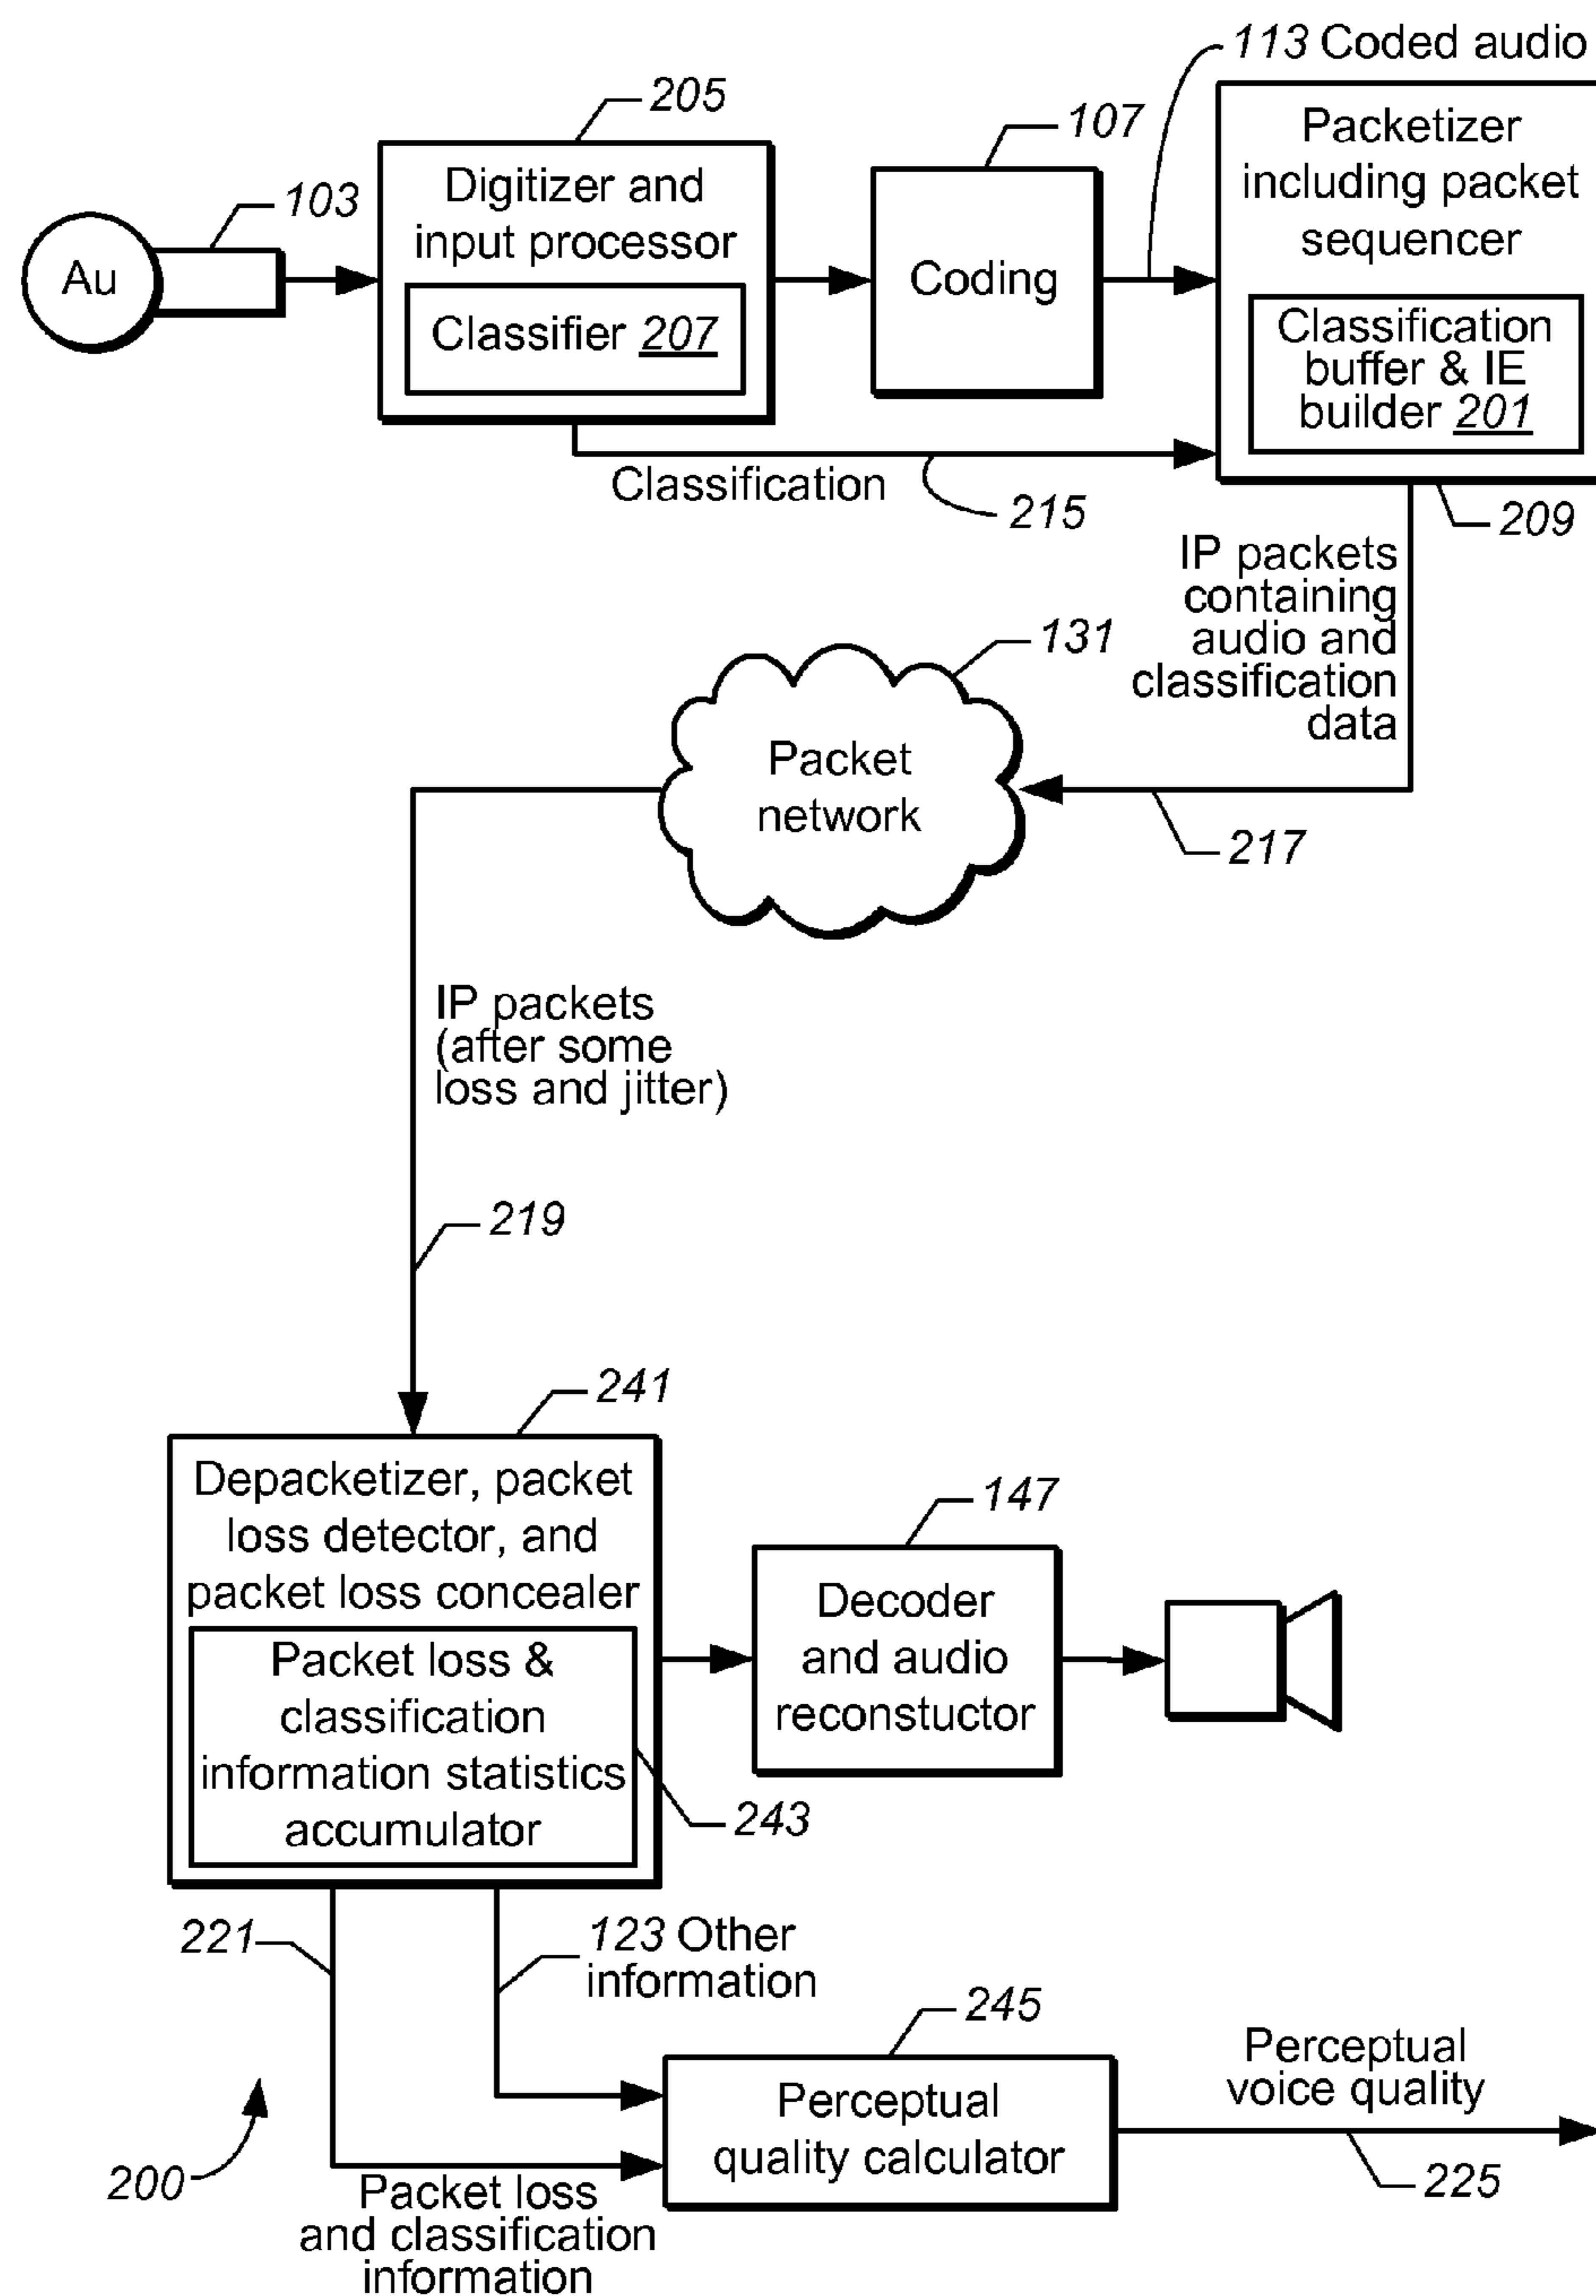 113 Coded audio
205
107
103
Au
Digitizer and
input processor
Classifier 207
Coding
Packetizer
including packet
sequencer
Classification
buffer & IE
builder 201
Classification
215
209
IP packets
containing
audio and
classification
data
131
Packet
network
217
IP packets
(after some
loss and jitter)
219
241
Depacketizer, packet
loss detector, and
packet loss concealer
Packet loss &
classification
information statistics
accumulator
243
147
Decoder
and audio
reconstuctor
221
123 Other
information
245
Perceptual
quality calculator
Perceptual
voice quality
225
200
Packet loss
and classification
information